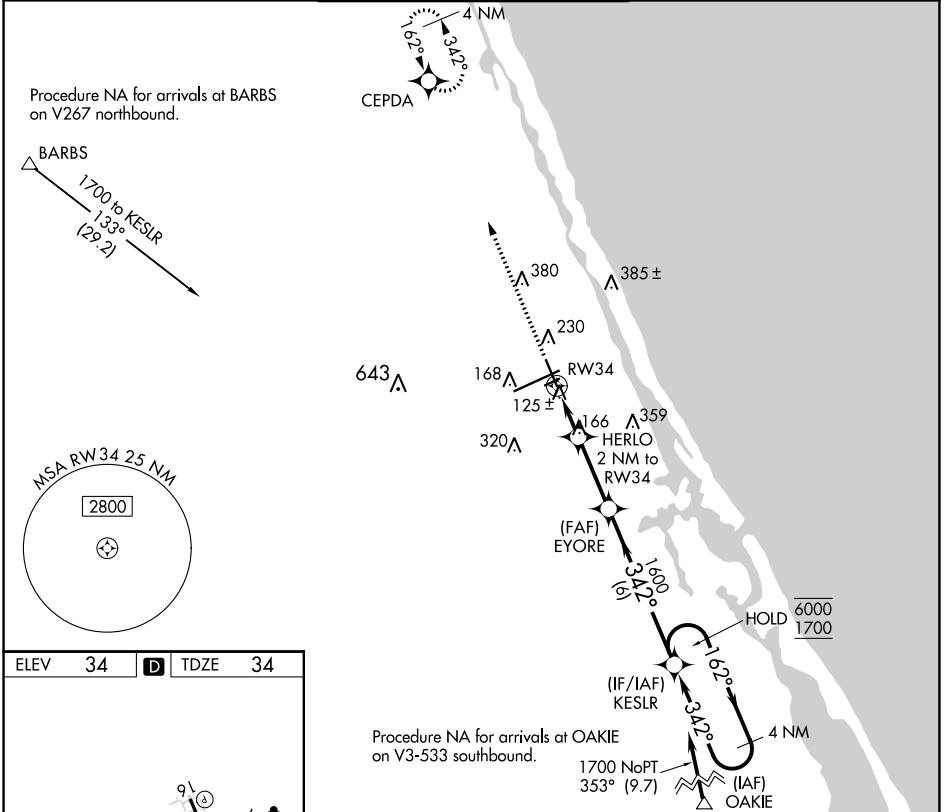 4 NM
162°
342°
CEPDA
Procedure NA for arrivals at BARBS
on V267 northbound.
BARBS
1700 to KESLR
133°
(29.2)
380
385 ±
230
643
168
RW34
125 ±
166
359
320
HERLO
2 NM to
RW34
MSA RW34 25 NM
2800
(FAF)
EYORE
1600
342°
(6)
HOLD
6000
1700
162°
(IF/IAF)
KESLR
342°
4 NM
ELEV 34 D TDZE 34
Procedure NA for arrivals at OAKIE
on V3-533 southbound.
1700 NoPT
353° (9.7)
(IAF)
OAKIE
16
P